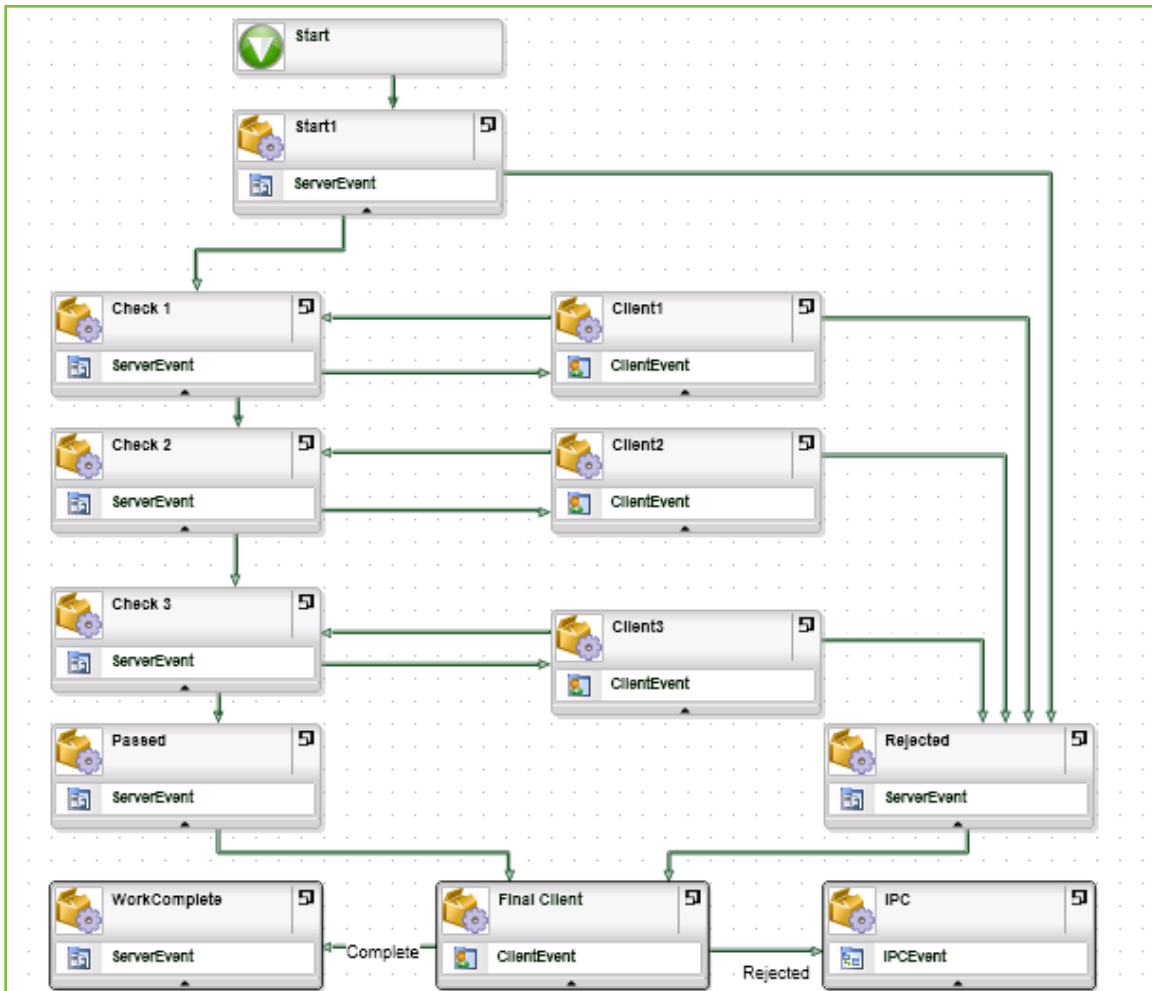 Start
Start1
ServerEvent
Check 1
Client1
ServerEvent
ClientEvent
Check 2
Client2
ServerEvent
ClientEvent
Check 3
Client3
ServerEvent
ClientEvent
Passed
Rejected
ServerEvent
ServerEvent
WorkComplete
Final Client
IPC
ServerEvent
Complete
ClientEvent
Rejected
IPCEvent